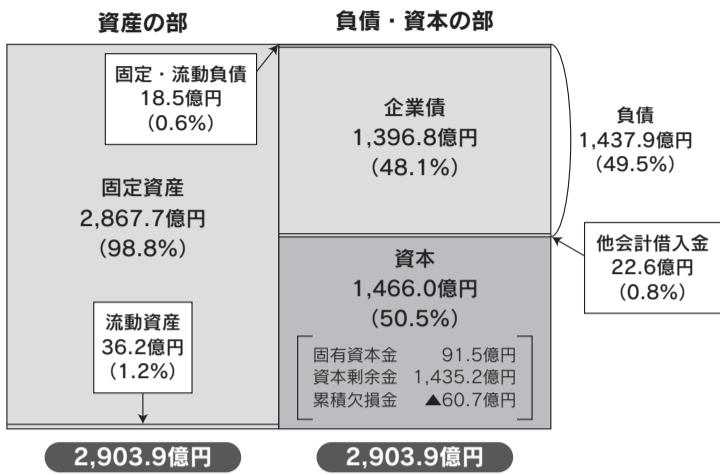 資産の部
固定・流動負債
18.5億円
（0.6%）
固定資産
2,867.7億円
（98.8%）
流動資産
36.2億円
（1.2%）
2,903.9億円
負債・資本の部
企業債
1,396.8億円
（48.1%）
負債
1,437.9億円
（49.5%）
他会計借入金
22.6億円
（0.8%）
資本
1,466.0億円
（50.5%）
固有資本金 91.5億円
資本剰余金 1,435.2億円
累積欠損金 ▲60.7億円
2,903.9億円